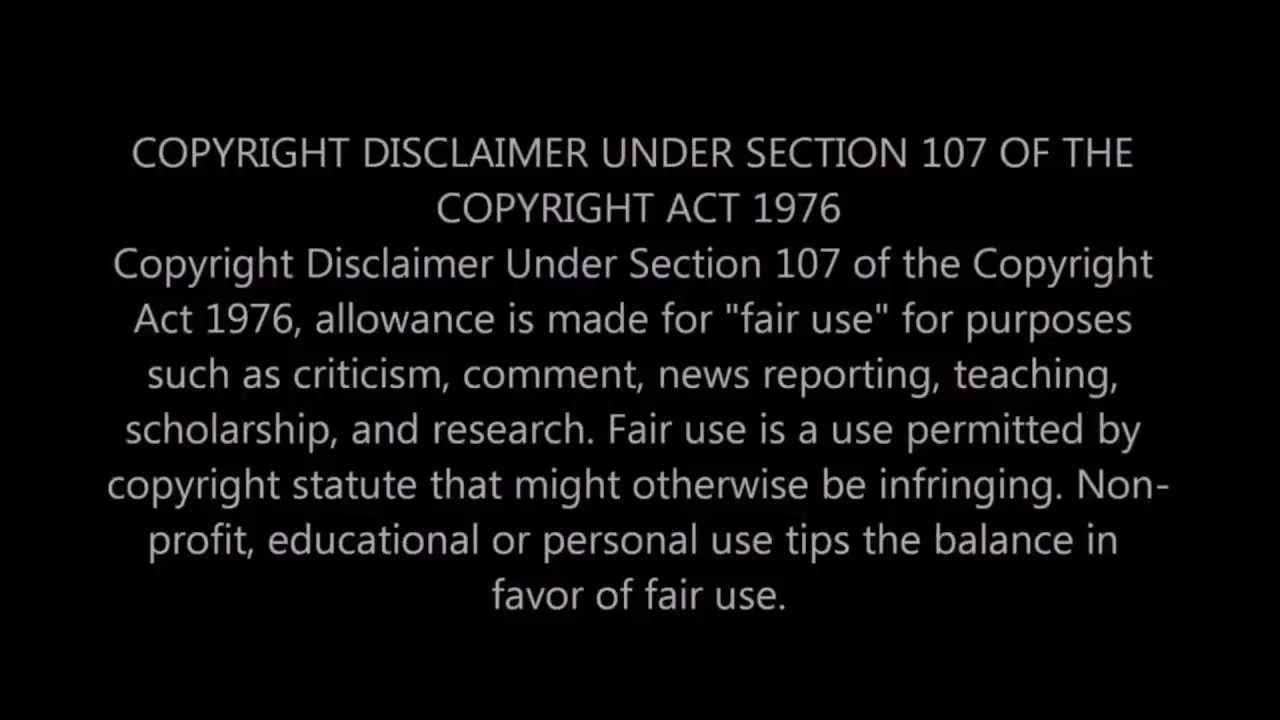 COPYRIGHT DISCLAIMER UNDER SECTION 107 OF THE
COPYRIGHT ACT 1976
Copyright Disclaimer Under Section 107 of the Copyright
Act 1976, allowance is made for "fair use" for purposes
such as criticism, comment, news reporting, teaching,
scholarship, and research. Fair use is a use permitted by
copyright statute that might otherwise be infringing. Non-
profit, educational or personal use tips the balance in
favor of fair use.